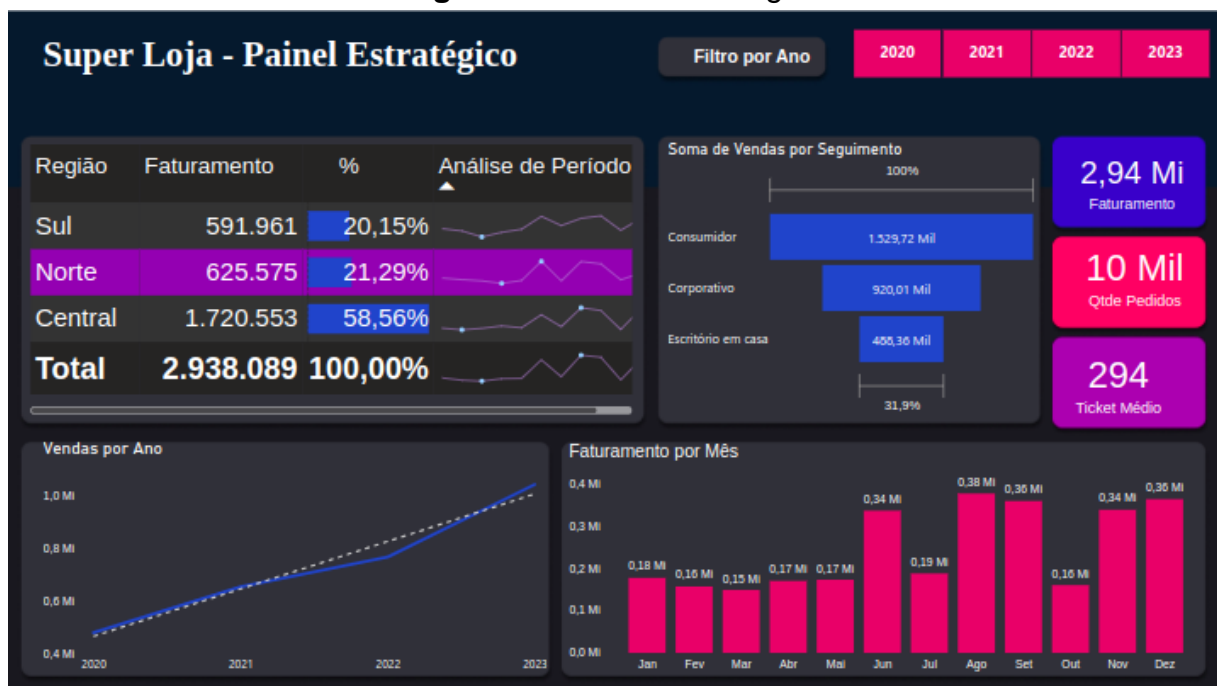 Super Loja - Painel Estratégico
Filtro por Ano
2020 2021 2022 2023
Região Faturamento % Análise de Período
Sul 591.961 20,15%
Norte 625.575 21,29%
Central 1.720.553 58,56%
Total 2.938.089 100,00%
Soma de Vendas por Seguimento
100%
Consumidor 1.529,72 Mil
Corporativo 920,01 Mil
Escritório em casa 488,36 Mil
31,9%
2,94 Mi
Faturamento
10 Mil
Qtde Pedidos
294
Ticket Médio
Vendas por Ano
1,0 Mi
0,8 Mi
0,6 Mi
0,4 Mi
2020 2021 2022 2023
Faturamento por Mês
0,4 Mi
0,3 Mi
0,2 Mi
0,1 Mi
0,0 Mi
0,18 Mi 0,16 Mi 0,15 Mi 0,17 Mi 0,17 Mi 0,34 Mi 0,19 Mi 0,38 Mi 0,36 Mi 0,16 Mi 0,34 Mi 0,36 Mi
Jan Fev Mar Abr Mai Jun Jul Ago Set Out Nov Dez